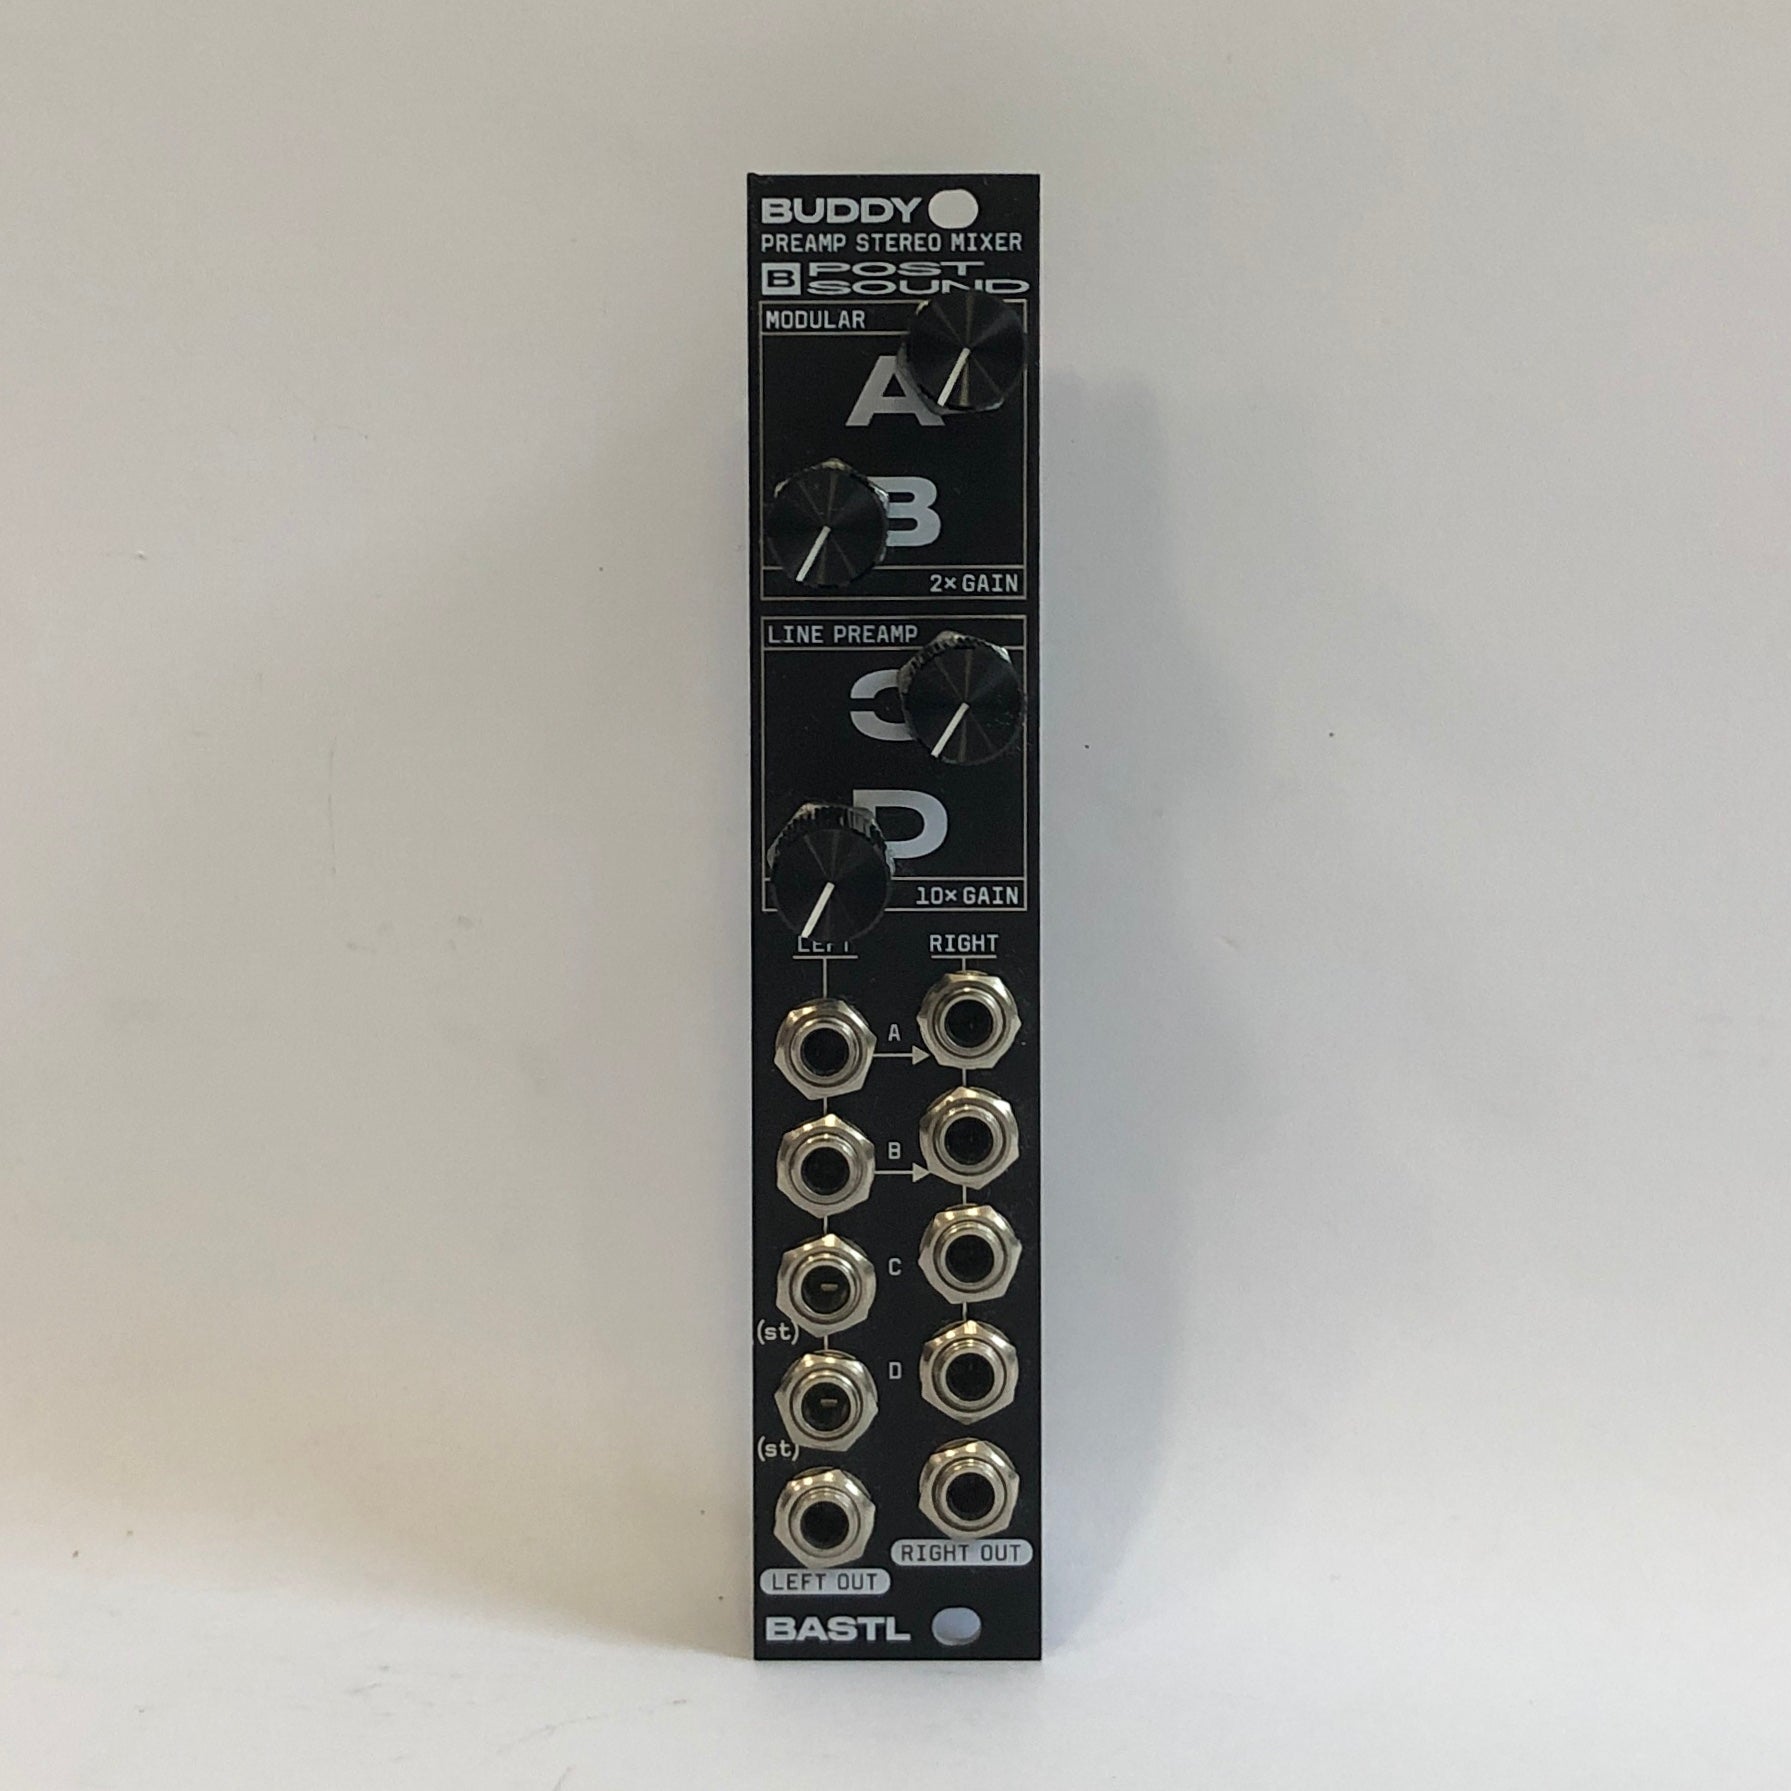 BUDDY
PREAMP STEREO MIXER
B POST
SOUND
MODULAR
A
B
2×GAIN
LINE PREAMP
C
D
10×GAIN
LEFT RIGHT
A
B
C
(st)
D
(st)
RIGHT OUT
LEFT OUT
BASTL